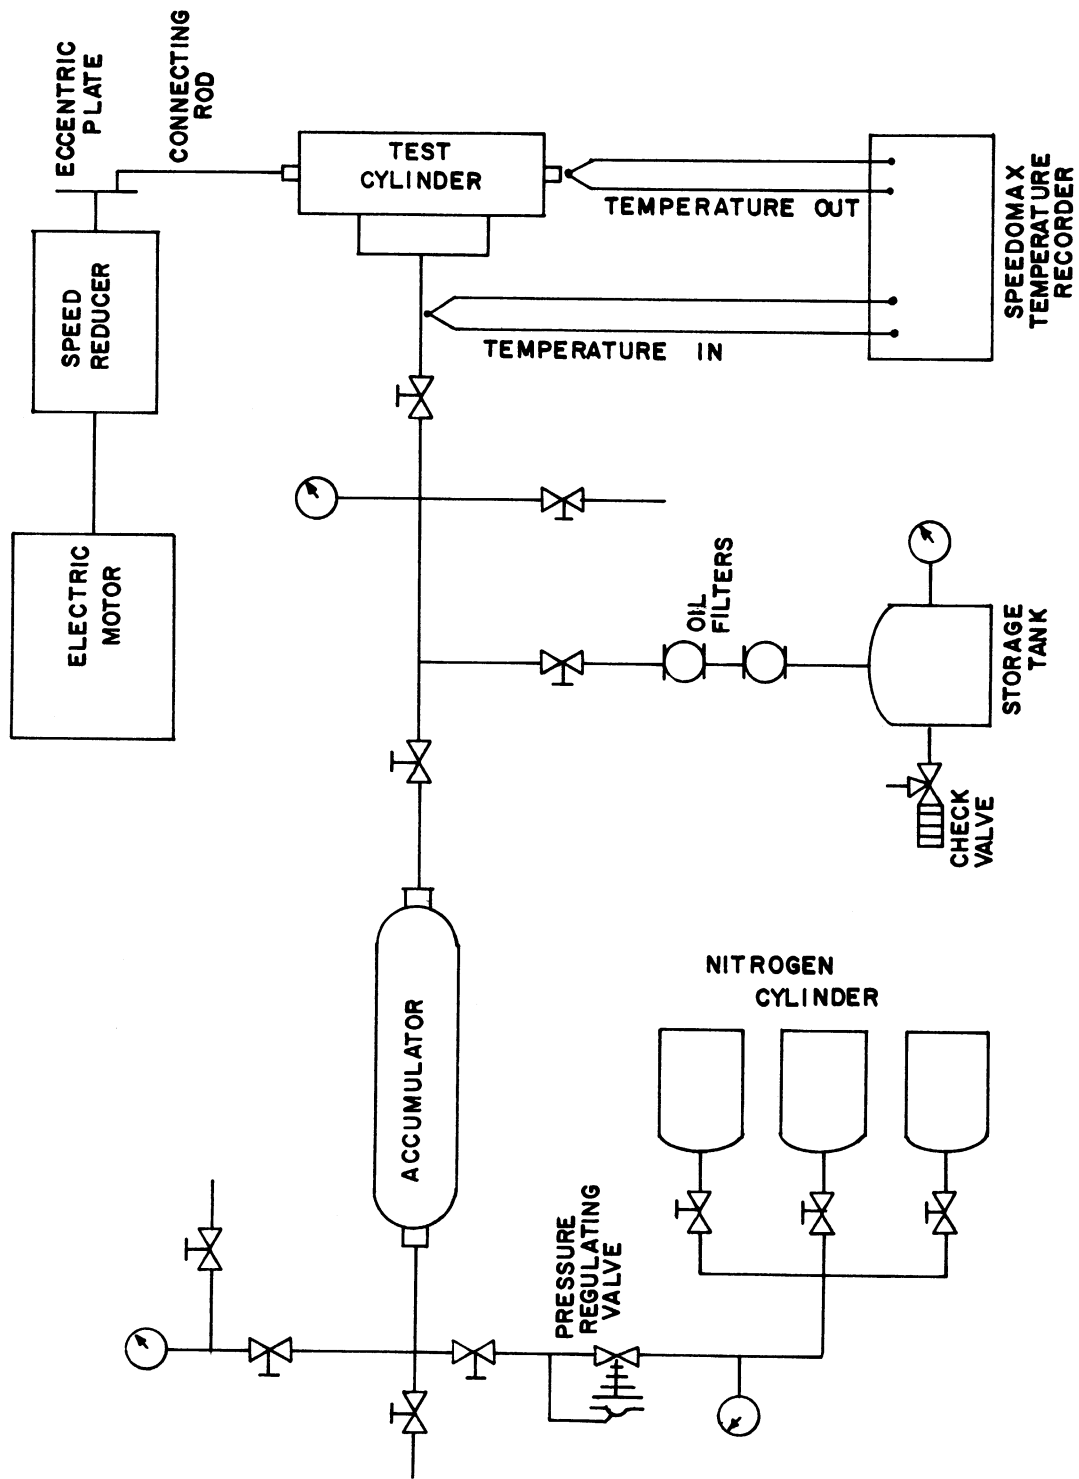 ECCENTRIC
PLATE
CONNECTING
ROD
TEST
CYLINDER
TEMPERATURE OUT
SPEEDOMAX
TEMPERATURE
RECORDER
SPEED
REDUCER
TEMPERATURE IN
ELECTRIC
MOTOR
OIL
FILTERS
STORAGE
TANK
CHECK
VALVE
ACCUMULATOR
NITROGEN
CYLINDER
PRESSURE
REGULATING
VALVE